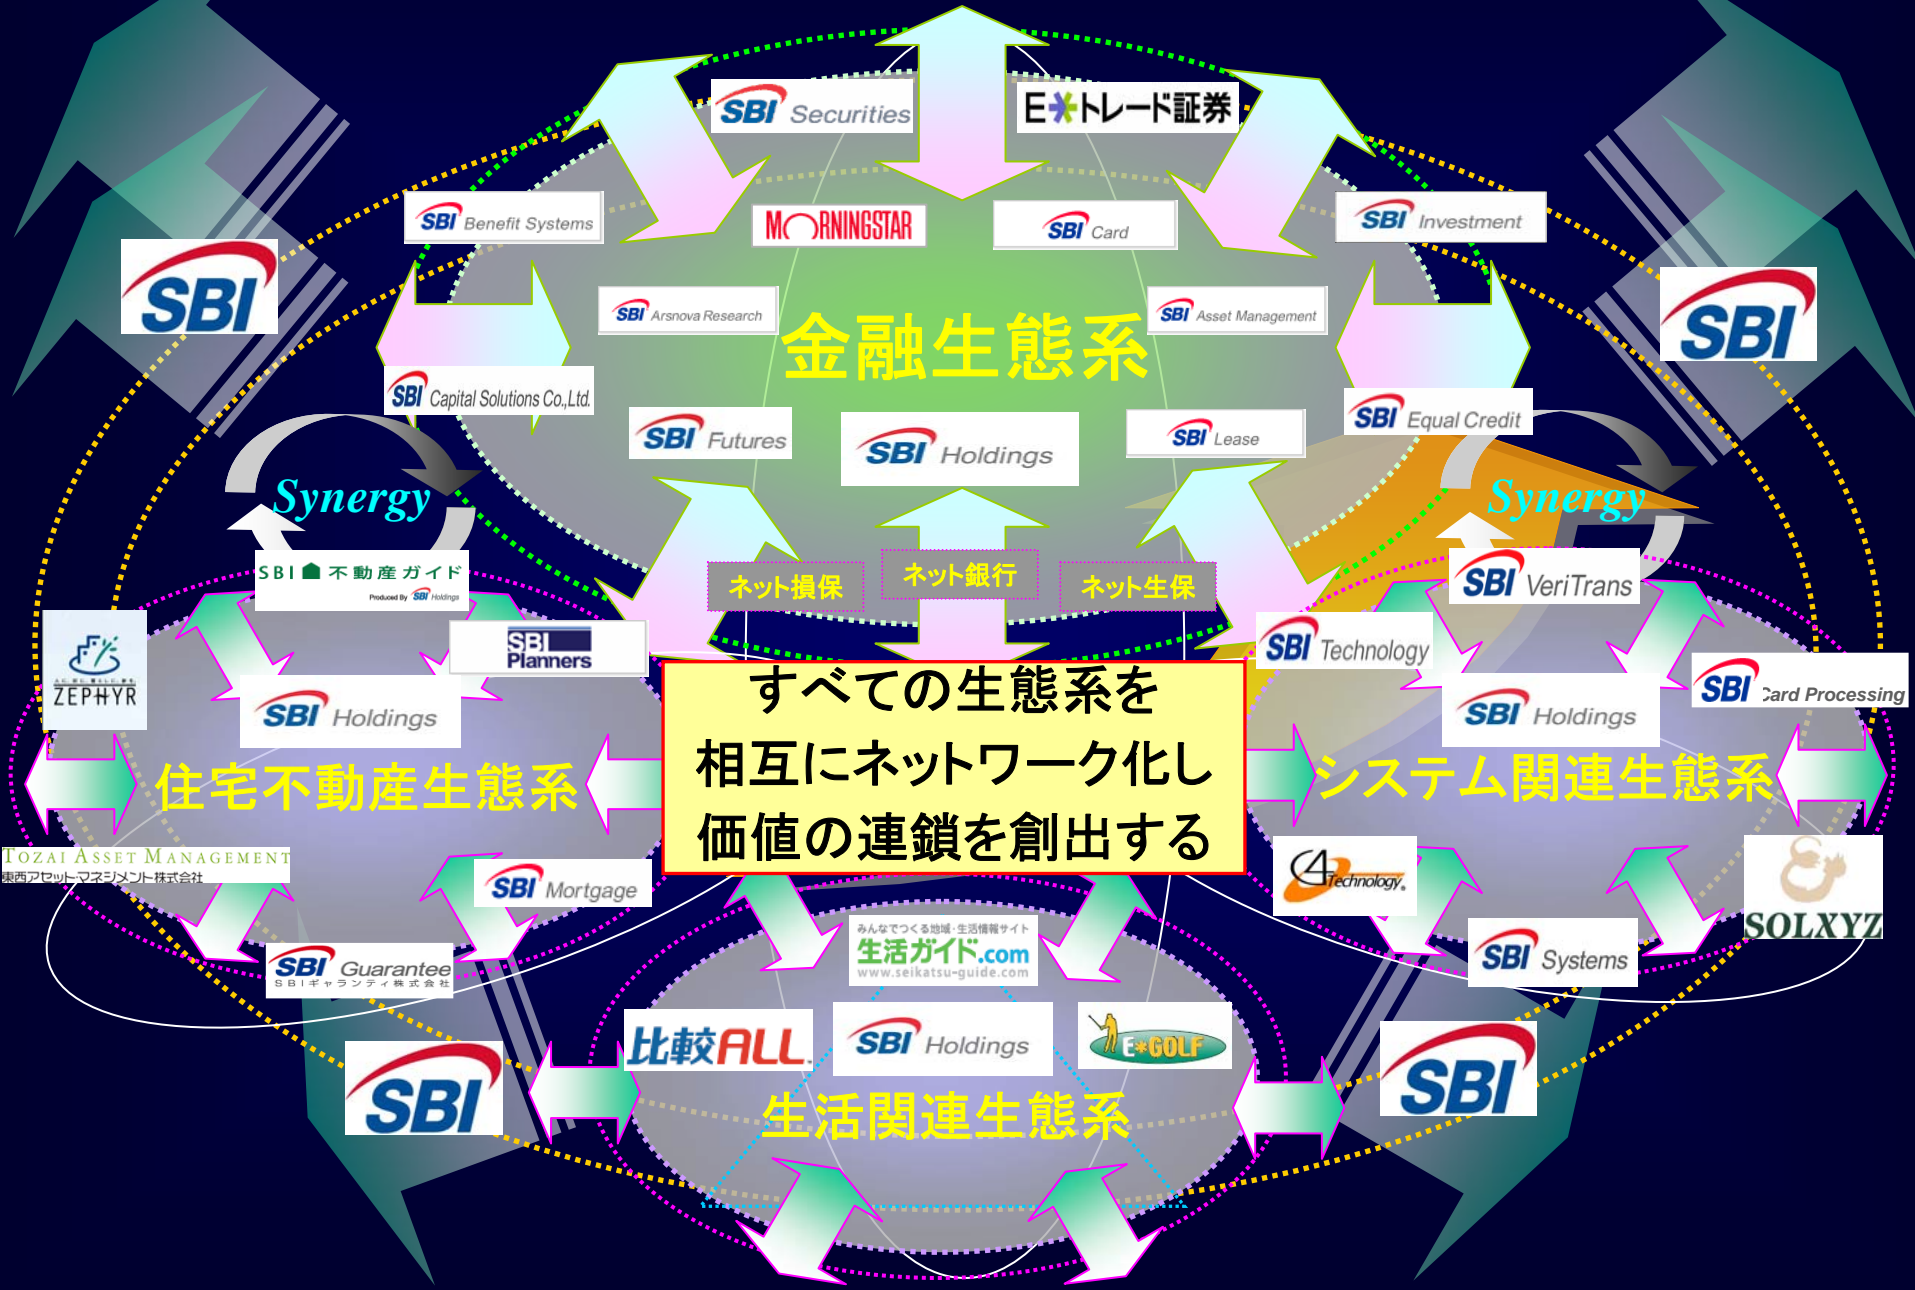 SBI Securities
E*トレード証券
SBI Benefit Systems
MORNINGSTAR
SBI Card
SBI Investment
SBI
SBI
SBI Arsnova Research
SBI Asset Management
金融生態系
SBI Capital Solutions Co.,Ltd.
SBI Equal Credit
SBI Futures
SBI Holdings
SBI Lease
Synergy
Synergy
ネット損保
ネット銀行
ネット生保
SBI 不動産ガイド
Produced By SBI Holdings
SBI VeriTrans
ZEPHYR
SBI
Planners
SBI Technology
SBI Card Processing
SBI Holdings
SBI Holdings
すべての生態系を
相互にネットワーク化し
価値の連鎖を創出する
住宅不動産生態系
システム関連生態系
TOZAI ASSET MANAGEMENT
東西アセット・マネジメント株式会社
SBI Mortgage
C4 Technology
SOLXYZ
SBI Guarantee
SBIギャランティ株式会社
SBI Systems
みんなでつくる地域・生活情報サイト
生活ガイド.com
www.seikatsu-guide.com
比較ALL
SBI Holdings
E*GOLF
SBI
SBI
生活関連生態系